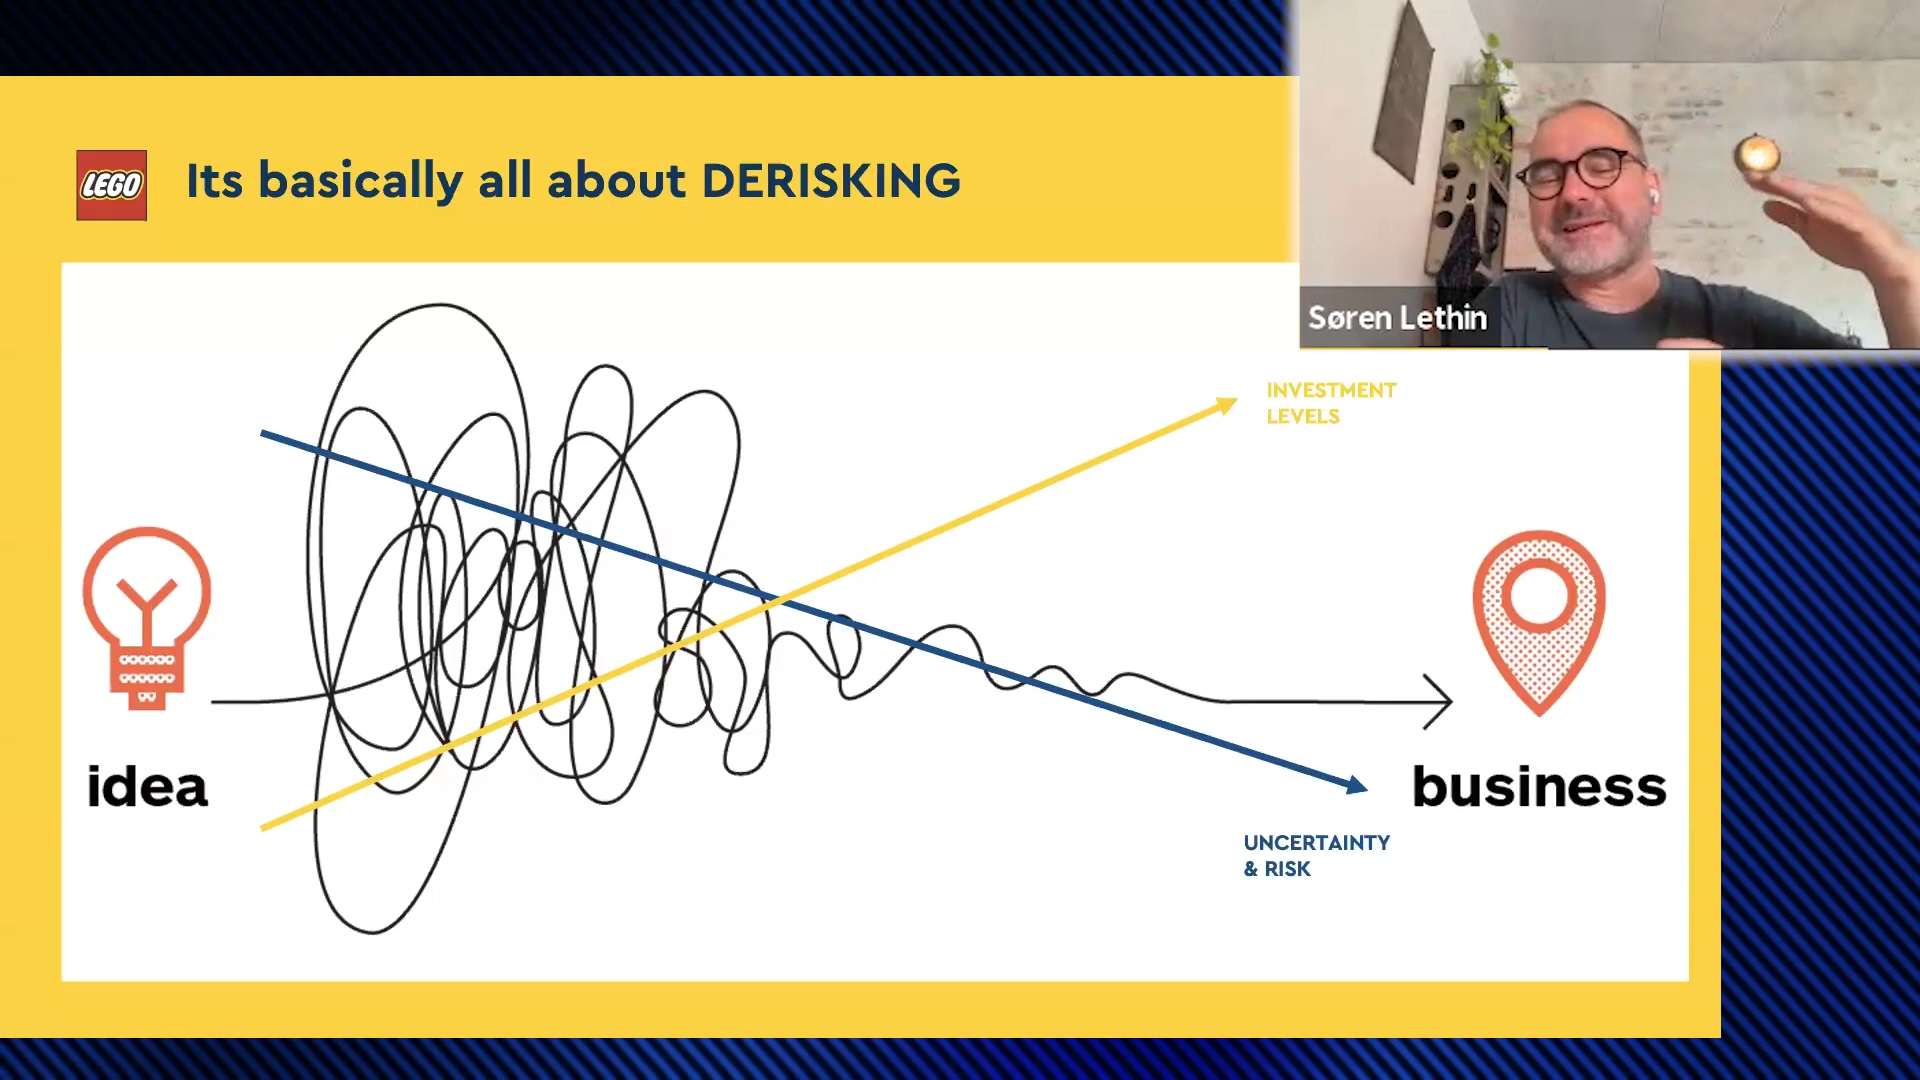 LEGO
Its basically all about DERISKING
Søren Lethin
INVESTMENT
LEVELS
idea
business
UNCERTAINTY
& RISK